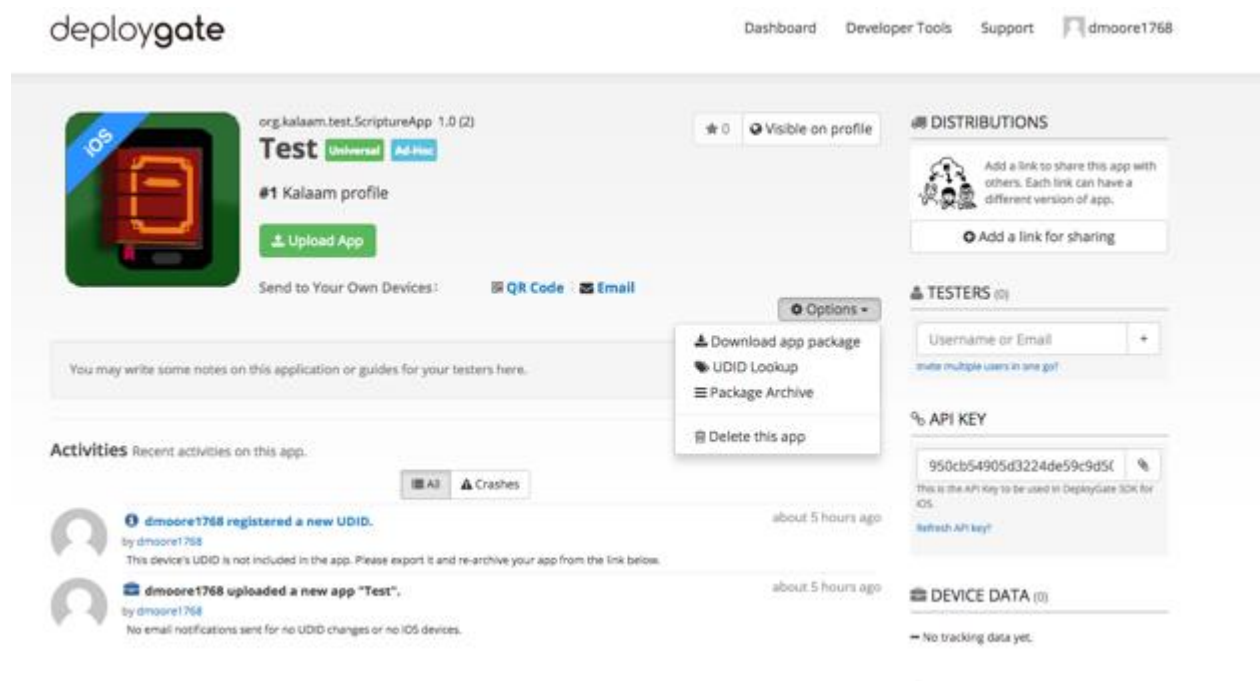 deploygate
Dashboard Developer Tools Support dmoore1768
iOS
org.kalaam.test.ScriptureApp 1.0 (2)
Test Universal Ad-Hoc
#1 Kalaam profile
Upload App
Send to Your Own Devices: QR Code Email
0 Visible on profile
Options
Download app package
UDID Lookup
Package Archive
Delete this app
You may write some notes on this application or guides for your testers here.
Activities Recent activities on this app.
All Crashes
dmoore1768 registered a new UDID. about 5 hours ago
by dmoore1768
This device's UDID is not included in the app. Please export it and re-archive your app from the link below.
dmoore1768 uploaded a new app "Test". about 5 hours ago
by dmoore1768
No email notifications sent for no UDID changes or no iOS devices.
DISTRIBUTIONS
Add a link to share this app with
others. Each link can have a
different version of app.
Add a link for sharing
TESTERS (0)
Username or Email +
Invite multiple users in one go?
API KEY
950cb54905d3224de59c9d5(
This is the API Key to be used in DeployGate SDK for
iOS.
Refresh API key?
DEVICE DATA (0)
No tracking data yet.